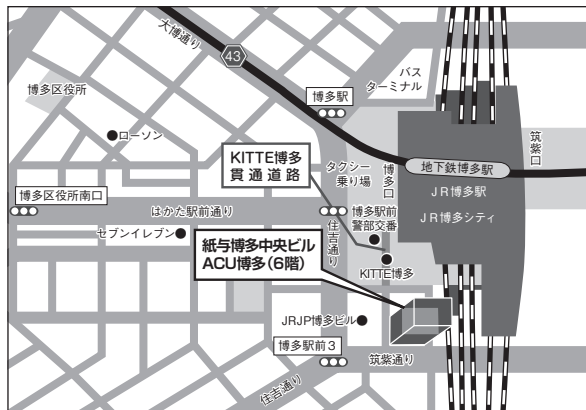 大博通り
43
バス
ターミナル
博多駅
博多区役所
ローソン
筑紫口
KITTE博多
貫通道路
タクシー
乗り場
博多口
地下鉄博多駅
JR博多駅
JR博多シティ
博多区役所南口
はかた駅前通り
住吉通り
博多駅前
警部交番
セブンイレブン
紙与博多中央ビル
ACU博多(6階)
KITTE博多
JRJP博多ビル
博多駅前3
筑紫通り
住吉通り